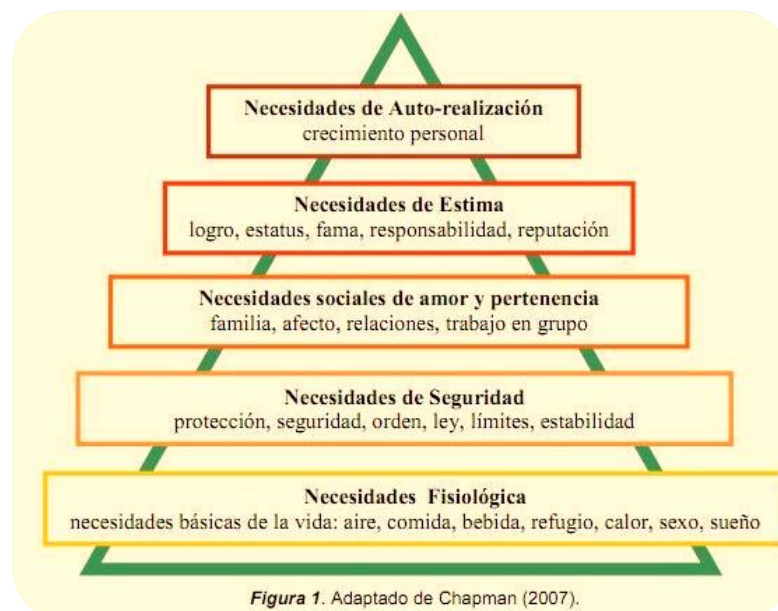 Necesidades de Auto-realización
crecimiento personal
Necesidades de Estima
logro, estatus, fama, responsabilidad, reputación
Necesidades sociales de amor y pertenencia
familia, afecto, relaciones, trabajo en grupo
Necesidades de Seguridad
protección, seguridad, orden, ley, límites, estabilidad
Necesidades Fisiológica
necesidades básicas de la vida: aire, comida, bebida, refugio, calor, sexo, sueño
Figura 1. Adaptado de Chapman (2007).